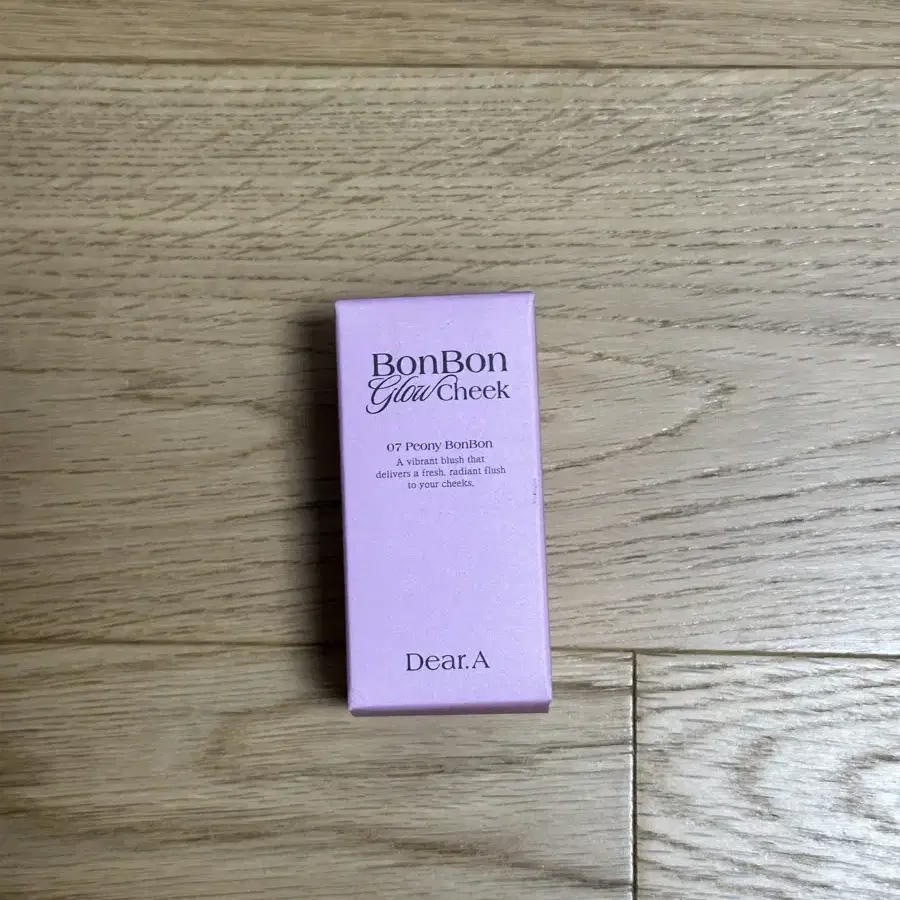 BonBon
Glow Cheek
07 Peony BonBon
A vibrant blush that
delivers a fresh, radiant flush
to your cheeks.
Dear.A